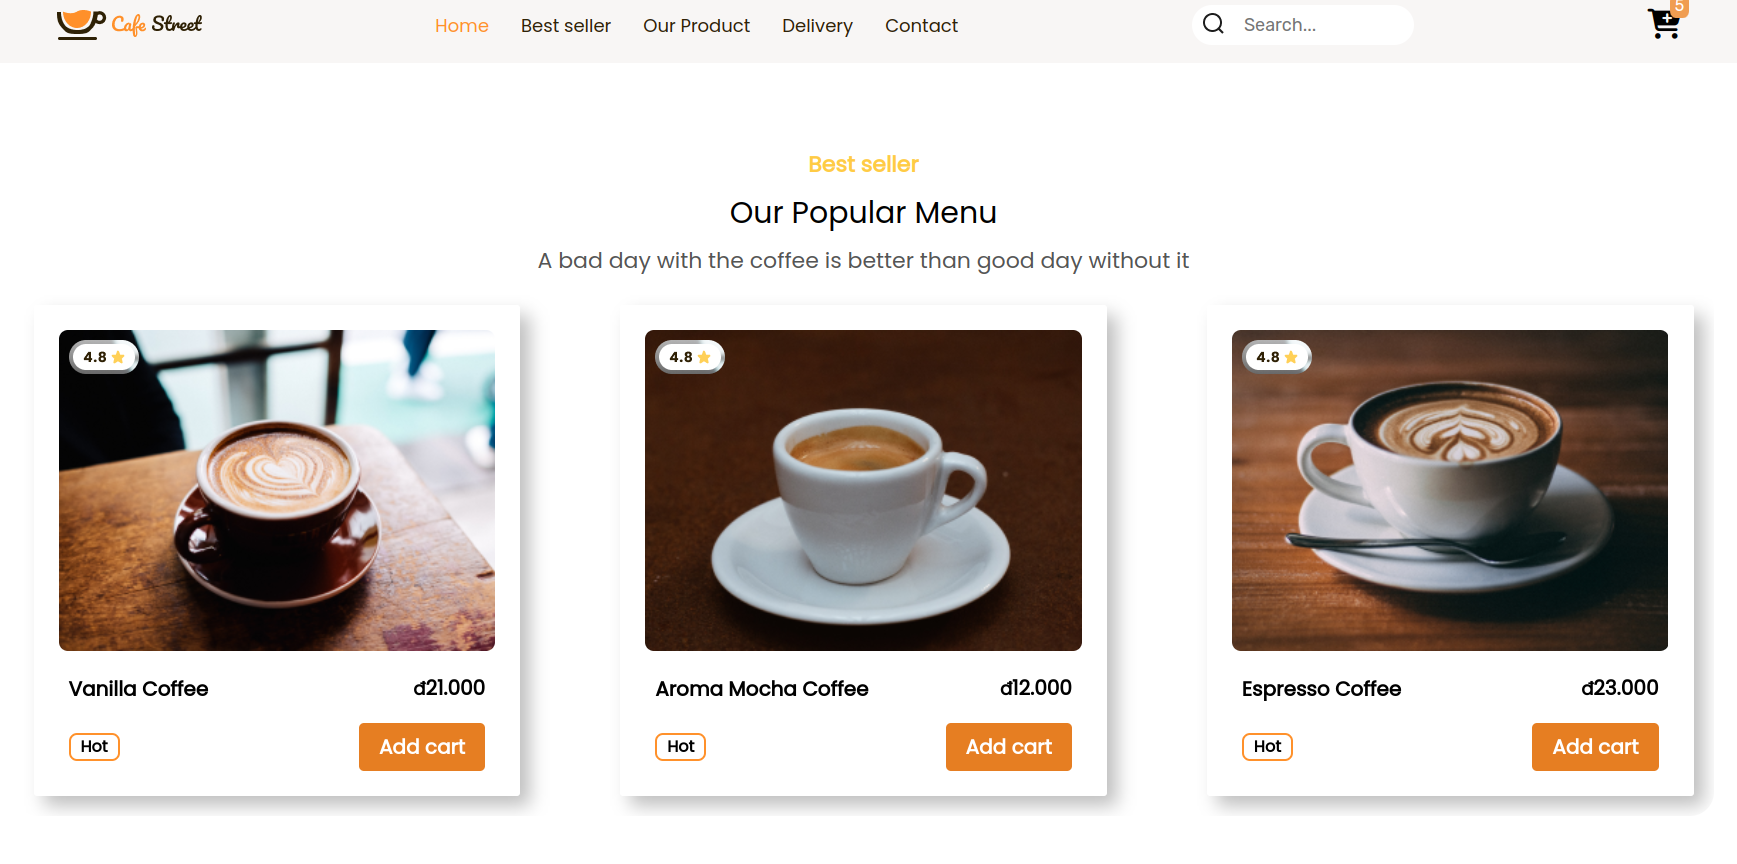 Cafe Street
Home Best seller Our Product Delivery Contact
Search...
5
Best seller
Our Popular Menu
A bad day with the coffee is better than good day without it
4.8
4.8
4.8
Vanilla Coffee đ21.000
Hot Add cart
Aroma Mocha Coffee đ12.000
Hot Add cart
Espresso Coffee đ23.000
Hot Add cart